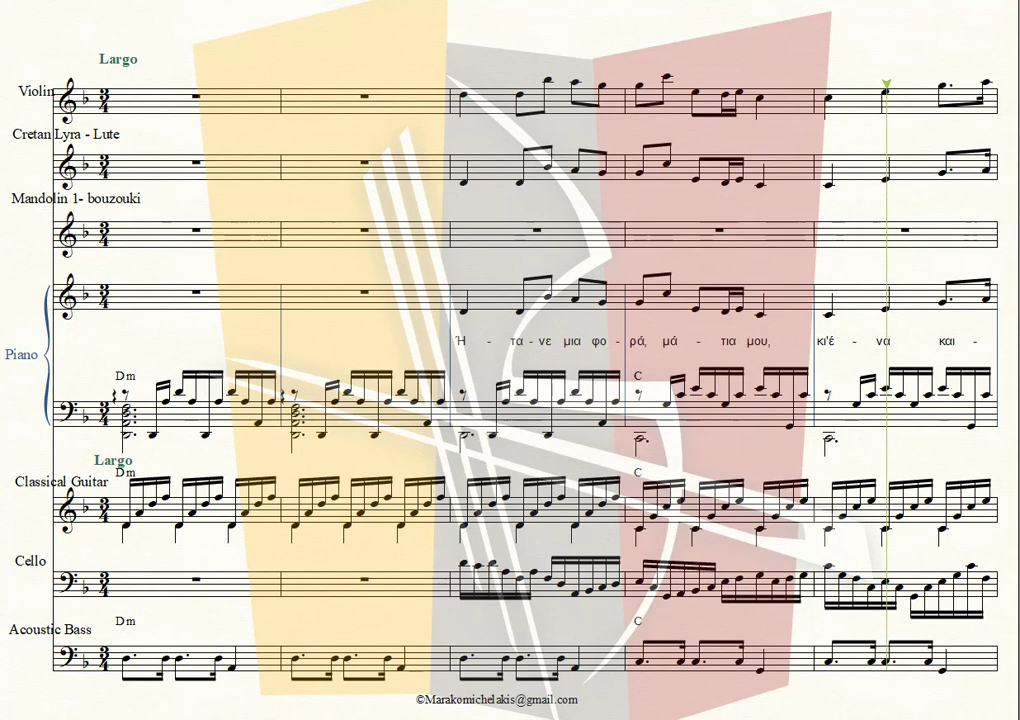 Largo
Violin
Cretan Lyra - Lute
Mandolin 1- bouzouki
Ή - τα - νε μια φο - ρά, μά - τια μου, κι'έ - να και -
Piano
Dm C
Largo
Dm C
Classical Guitar
Cello
Dm C
Acoustic Bass
©Marakomichelakis@gmail.com